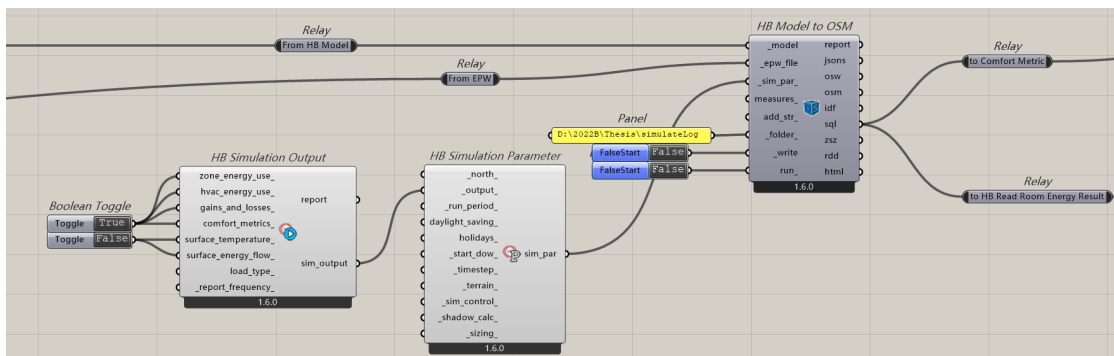 Relay
From HB Model
Relay
From EPW
HB Model to OSM
_model
_epw_file
_sim_par_
measures_
add_str_
_folder_
_write
run_
report
jsons
osw
osm
idf
sql
zsz
rdd
html
1.6.0
Relay
to Comfort Metric
Relay
to HB Read Room Energy Result
Panel
D:\2022B\Thesis\simulateLog
FalseStart False
FalseStart False
Boolean Toggle
Toggle True
Toggle False
HB Simulation Output
zone_energy_use_
hvac_energy_use_
gains_and_losses_
comfort_metrics_
surface_temperature_
surface_energy_flow_
load_type_
_report_frequency_
report
sim_output
1.6.0
HB Simulation Parameter
_north_
_output_
_run_period_
daylight_saving_
holidays_
_start_dow_
_timestep_
_terrain_
_sim_control_
_shadow_calc_
_sizing_
sim_par
1.6.0